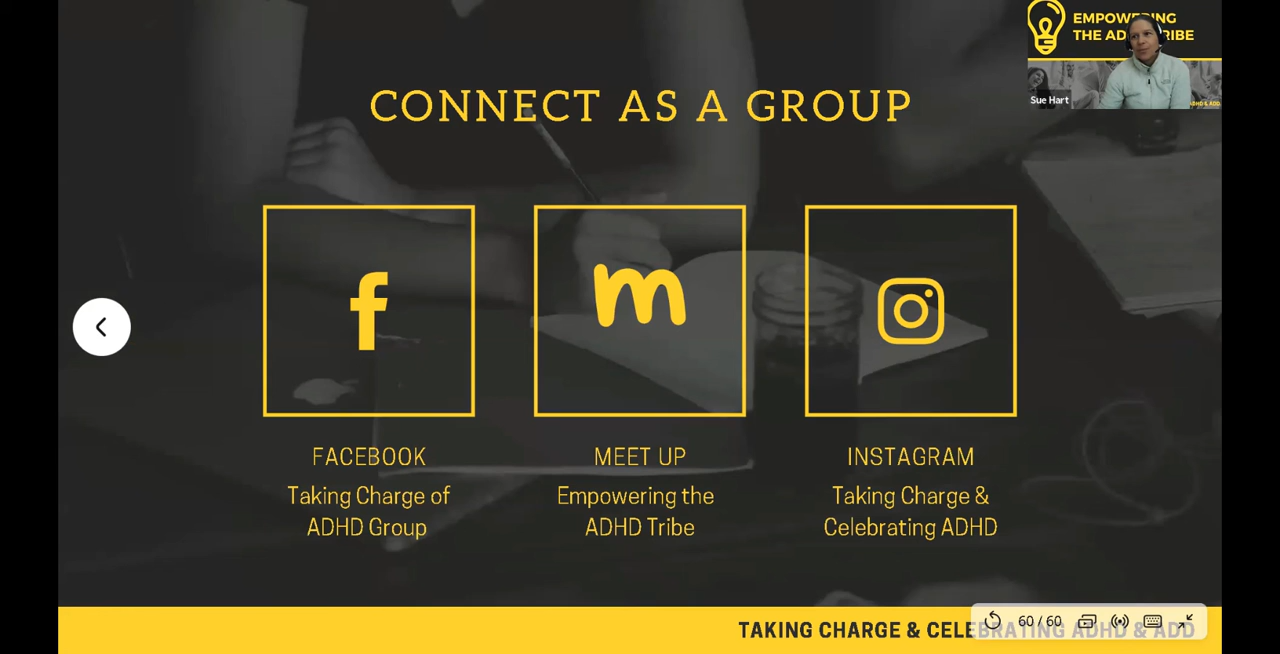 EMPOWERING
THE ADHD TRIBE
Sue Hart
CONNECT AS A GROUP
FACEBOOK
Taking Charge of
ADHD Group
MEET UP
Empowering the
ADHD Tribe
INSTAGRAM
Taking Charge &
Celebrating ADHD
TAKING CHARGE & CELEBRATING ADHD & ADD
60 / 60